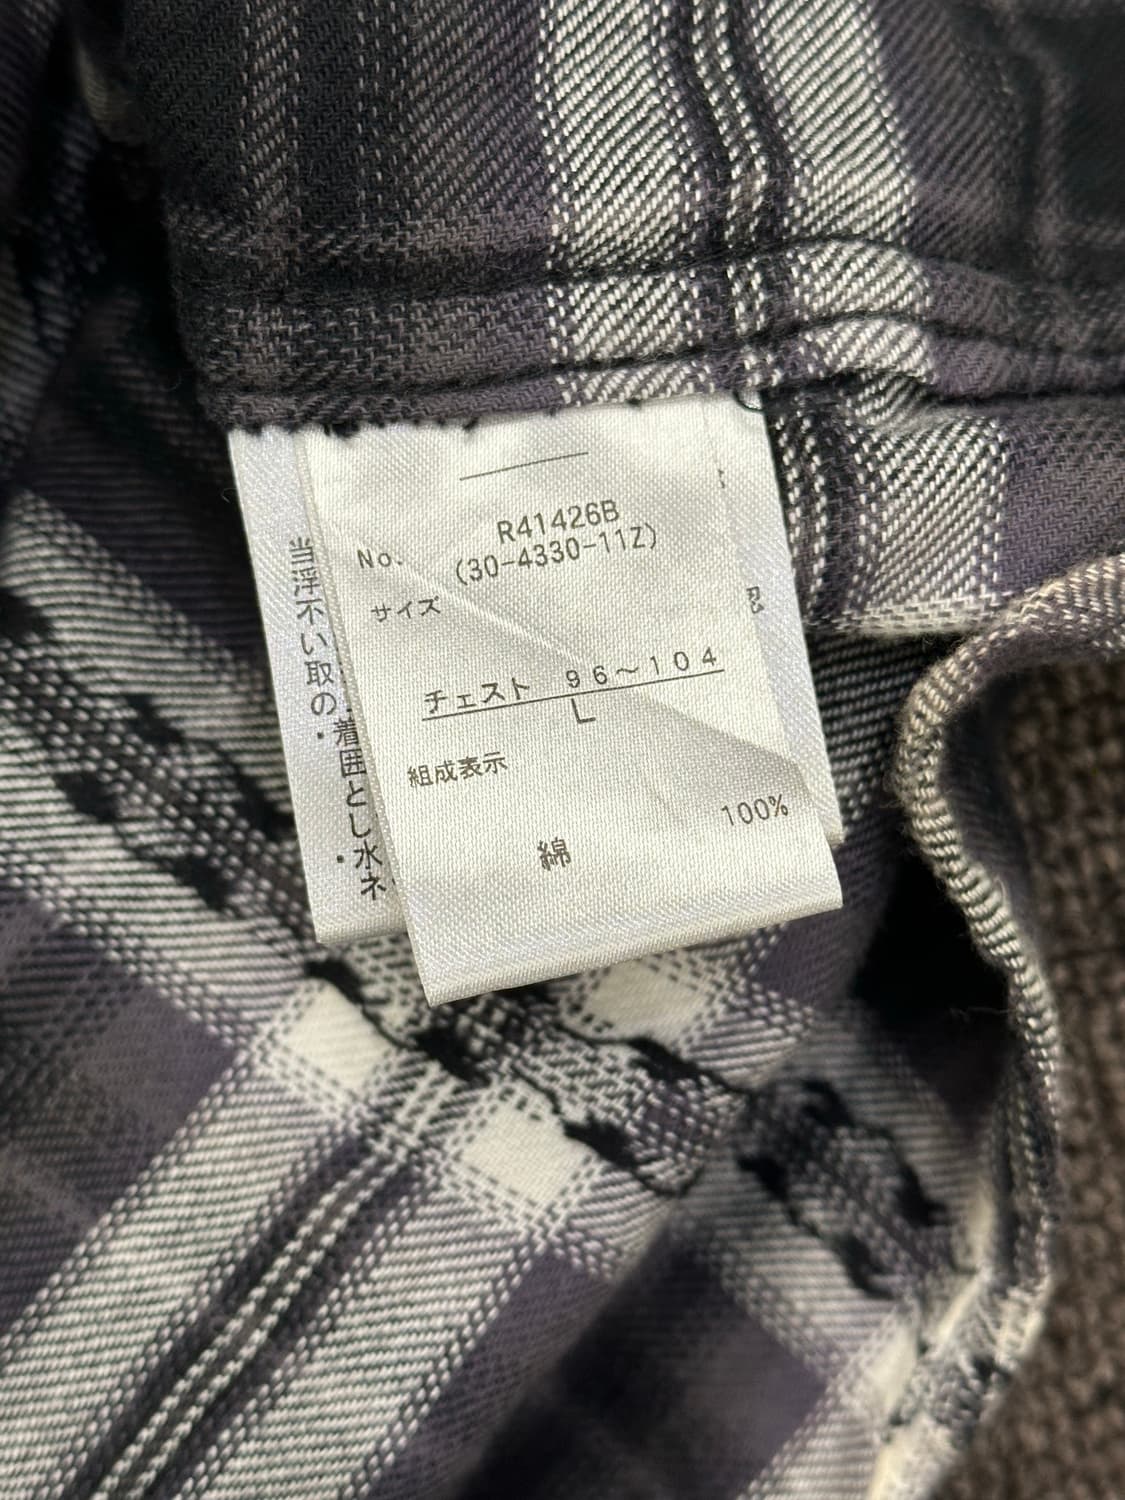 No.
R41426B
(30-4330-11Z)
サイズ
チェスト 96～104
L
組成表示
綿 100%
当浮不い取の・
着囲とし水ネ